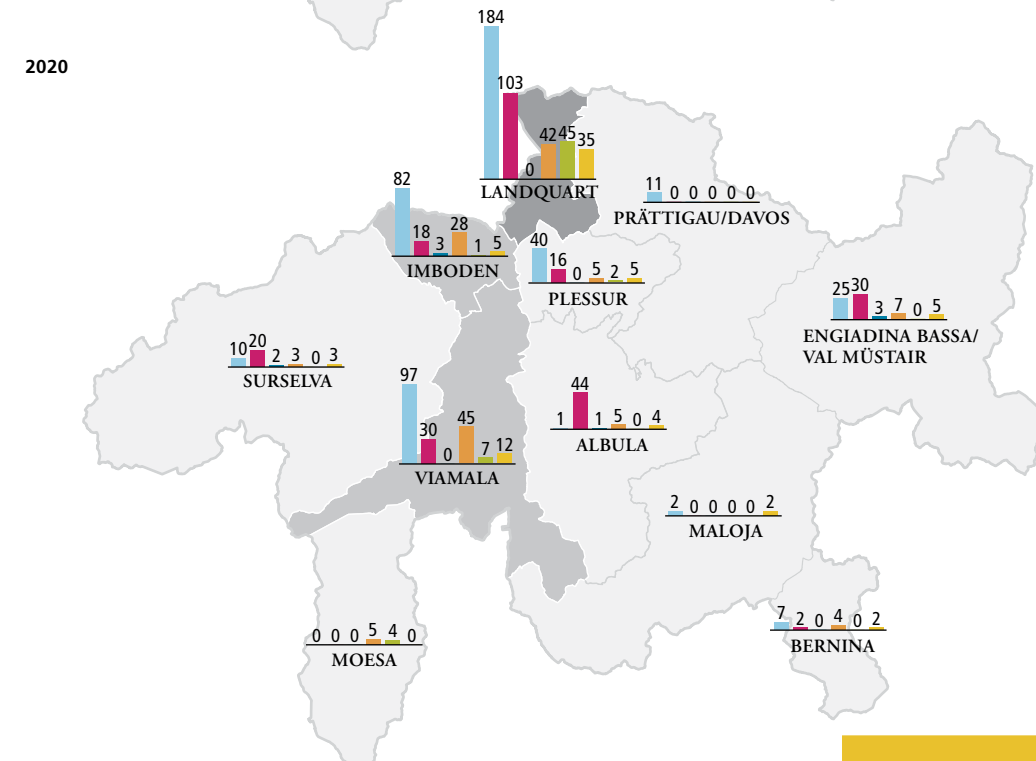 2020
184
103
0
42
45
35
LANDQUART
82
18
3
28
1
5
IMBODEN
11 0 0 0 0 0
PRÄTTIGAU/DAVOS
40
16
0
5
2
5
PLESSUR
25 30
3
7
0
5
ENGIADINA BASSA/
VAL MÜSTAIR
10 20
2
3
0
3
SURSELVA
97
30
0
45
7
12
VIAMALA
1
44
1
5
0
4
ALBULA
2 0 0 0 0 2
MALOJA
7 2 0 4 0 2
BERNINA
0 0 0 5 4 0
MOESA